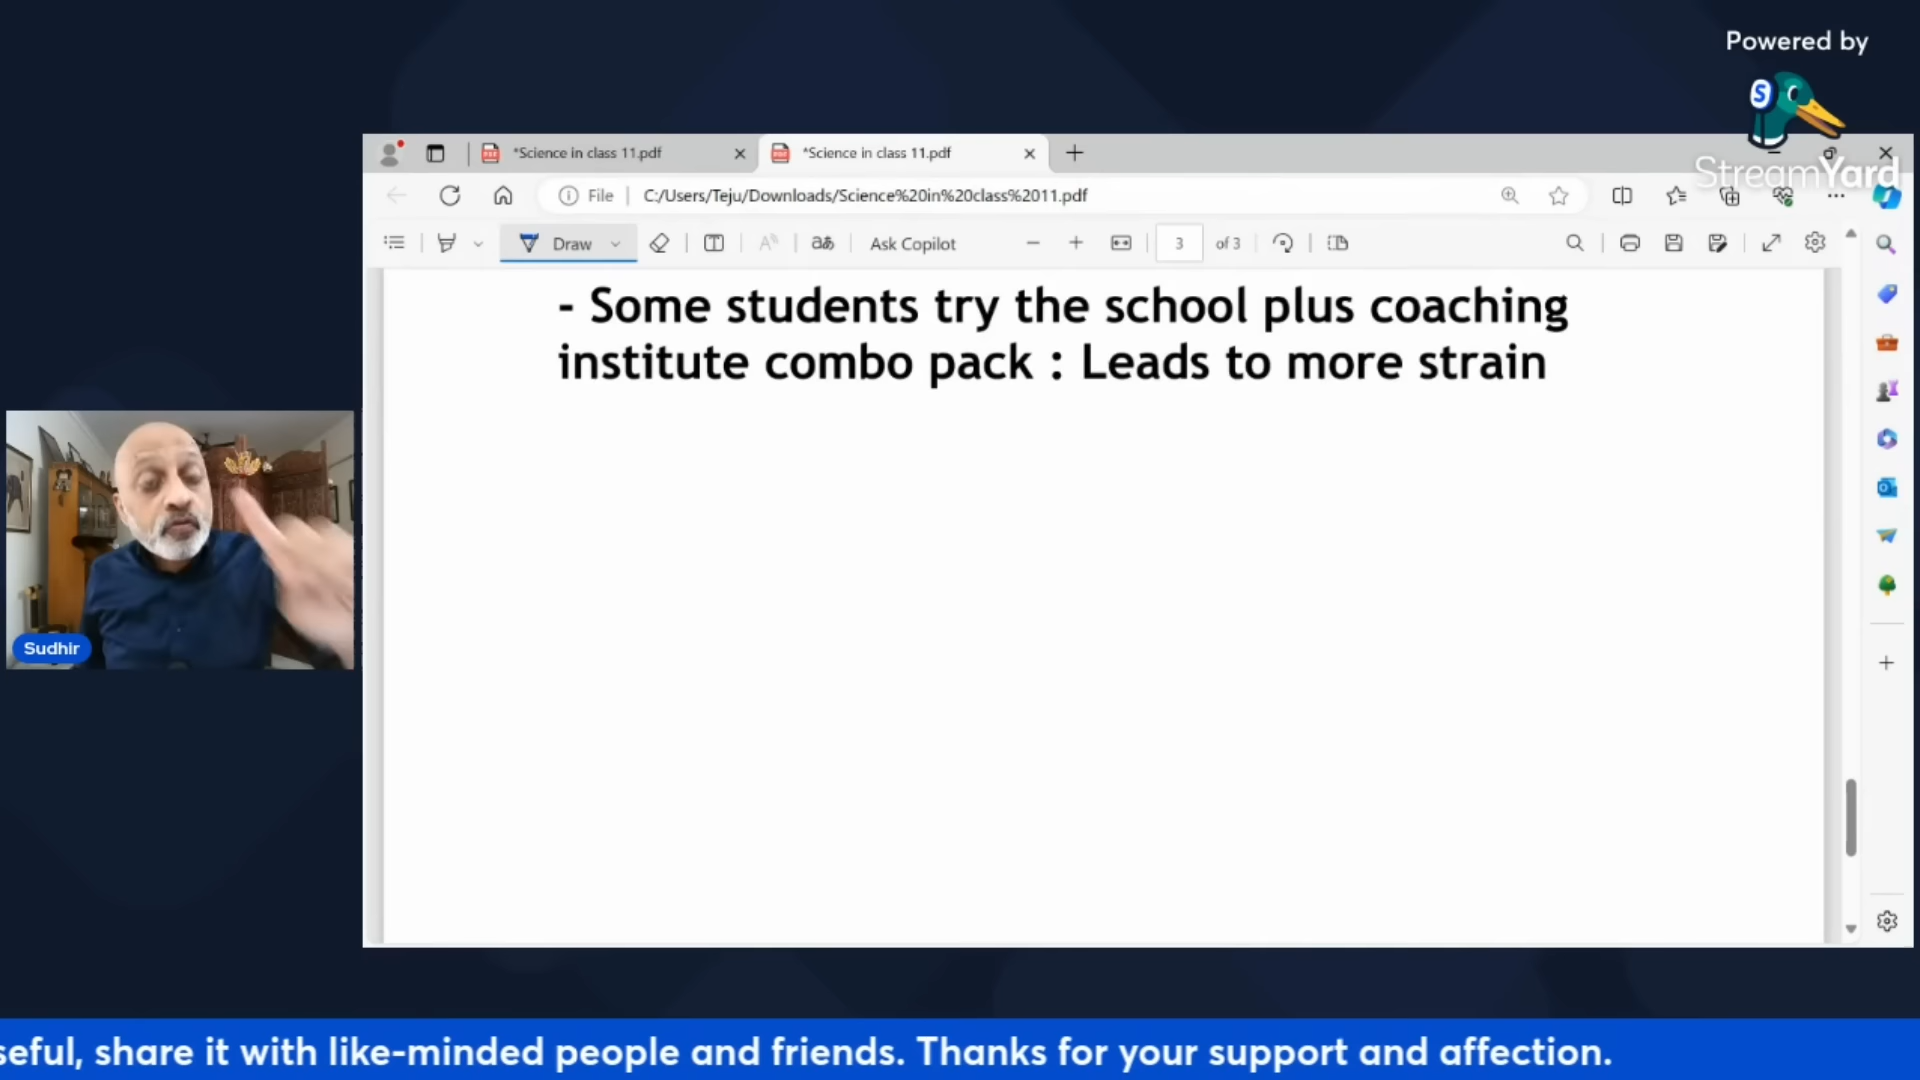 Powered by
StreamYard
*Science in class 11.pdf
*Science in class 11.pdf
File
C:/Users/Teju/Downloads/Science%20in%20class%2011.pdf
Draw
aあ
Ask Copilot
3
of 3
- Some students try the school plus coaching
institute combo pack : Leads to more strain
Sudhir
seful, share it with like-minded people and friends. Thanks for your support and affection.